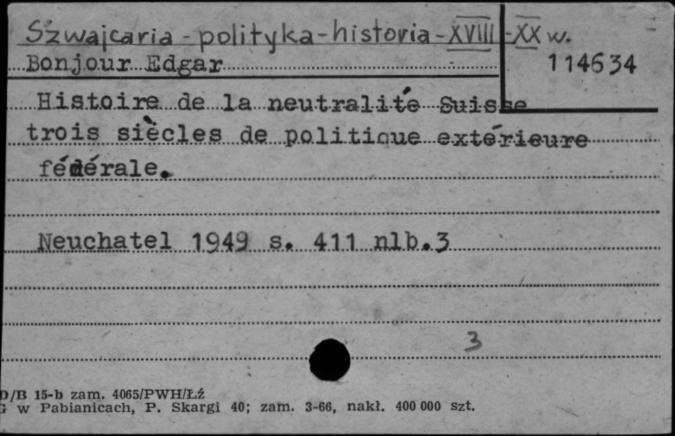 Szwajcaria - polityka - historia - XVIII - XX w.
Bonjour Edgar
114634
Histoire de la neutralité Suisse
trois siècles de politique extérieure
fédérale.
Neuchatel 1949 s. 411 nlb.3
3
D/B 15-b zam. 4065/PWH/Łź
G w Pabianicach, P. Skargi 40; zam. 3-66, nakł. 400 000 szt.